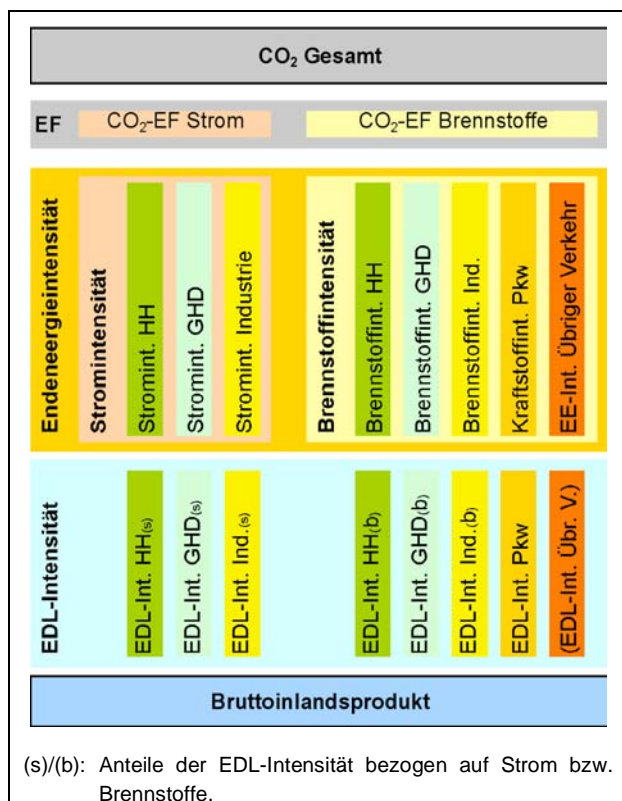 CO₂ Gesamt
EF
CO₂-EF Strom
CO₂-EF Brennstoffe
Endeneergieintensität
Stromintensität
Stromint. HH
Stromint. GHD
Stromint. Industrie
Brennstoffintensität
Brennstoffint. HH
Brennstoffint. GHD
Brennstoffint. Ind.
Kraftstoffint. Pkw
EE-Int. Übriger Verkehr
EDL-Intensität
EDL-Int. HH(s)
EDL-Int. GHD(s)
EDL-Int. Ind.(s)
EDL-Int. HH(b)
EDL-Int. GHD(b)
EDL-Int. Ind.(b)
EDL-Int. Pkw
(EDL-Int. Übr. V.)
Bruttoinlandsprodukt
(s)/(b): Anteile der EDL-Intensität bezogen auf Strom bzw.
Brennstoffe.